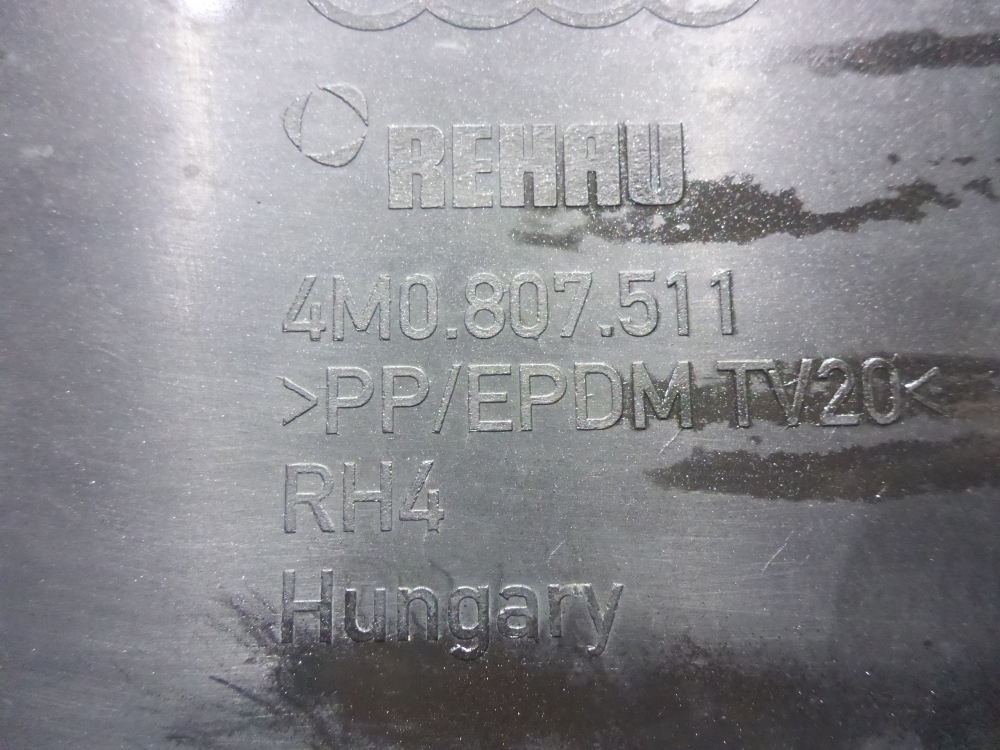 REHAU
4M0.807.511
>PP/EPDM TV20<
RH4
Hungary